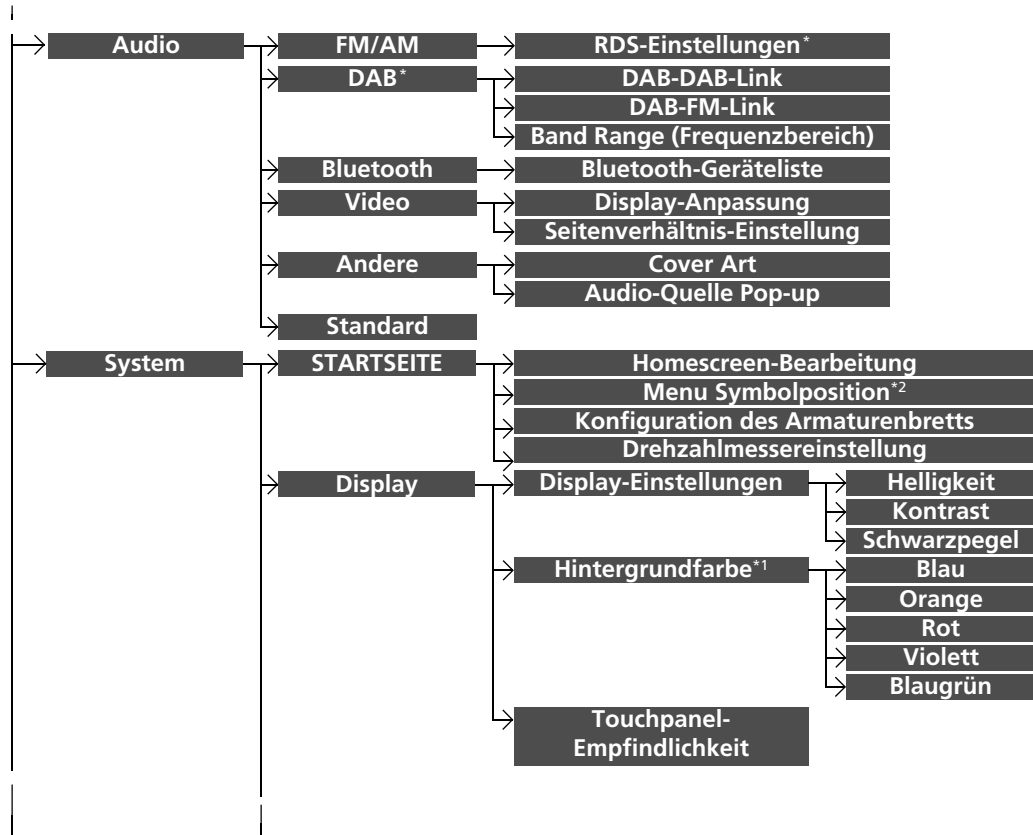 Audio
FM/AM
RDS-Einstellungen*
DAB*
DAB-DAB-Link
DAB-FM-Link
Band Range (Frequenzbereich)
Bluetooth
Bluetooth-Geräteliste
Video
Display-Anpassung
Seitenverhältnis-Einstellung
Andere
Cover Art
Audio-Quelle Pop-up
Standard
System
STARTSEITE
Homescreen-Bearbeitung
Menu Symbolposition*2
Konfiguration des Armaturenbretts
Drehzahlmessereinstellung
Display
Display-Einstellungen
Helligkeit
Kontrast
Schwarzpegel
Hintergrundfarbe*1
Blau
Orange
Rot
Violett
Blaugrün
Touchpanel-
Empfindlichkeit